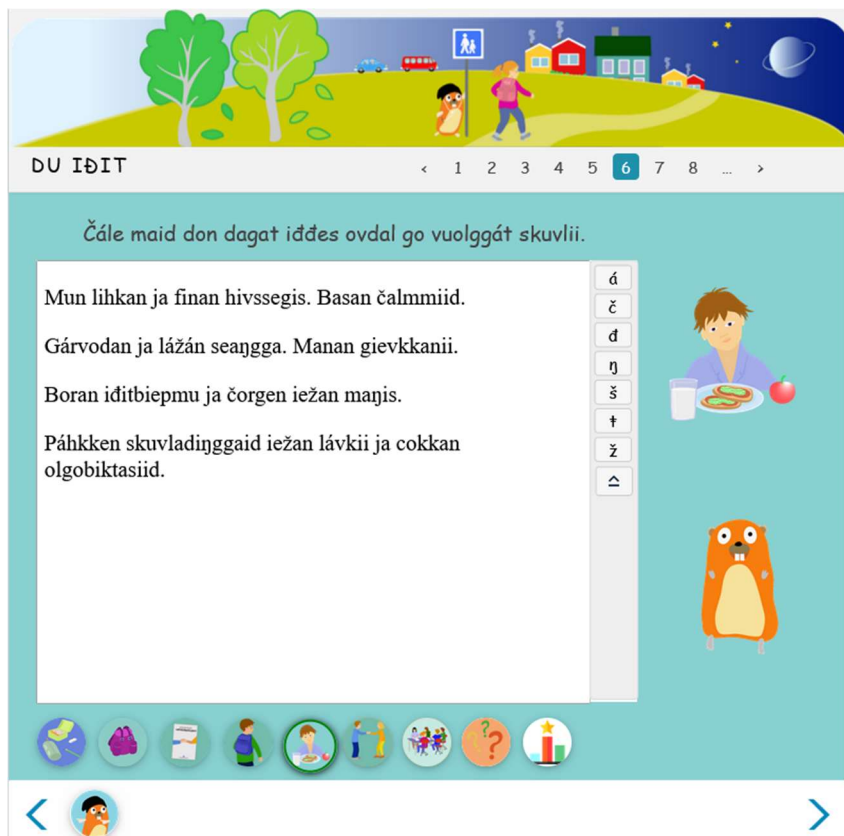 DU IĐIT
‹ 1 2 3 4 5 6 7 8 ... ›
Čále maid don dagat iđđes ovdal go vuolggát skuvlii.
Mun lihkan ja finan hivssegis. Basan čalmmiid.
Gárvodan ja lážán seaŋgga. Manan gievkkanii.
Boran iđitbiepmu ja čorgen iežan maŋis.
Páhkken skuvladiŋggaid iežan lávkii ja cokkan
olgobiktasiid.
á
č
đ
ŋ
š
ŧ
ž